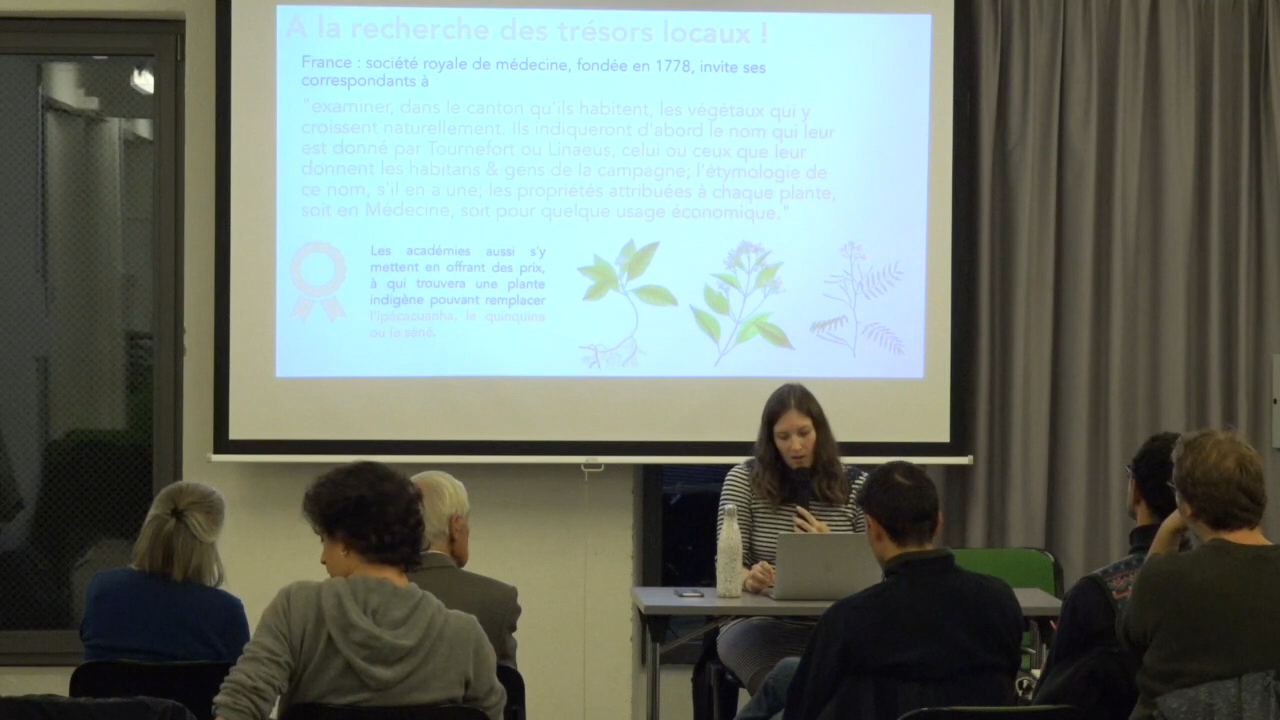 A la recherche des trésors locaux !
France : société royale de médecine, fondée en 1778, invite ses
correspondants à
"examiner, dans le canton qu'ils habitent, les végétaux qui y
croissent naturellement. Ils indiqueront d'abord le nom qui leur
est donné par Tournefort ou Linaeus, celui ou ceux que leur
donnent les habitans & gens de la campagne; l'étymologie de
ce nom, s'il en a une; les propriétés attribuées à chaque plante,
soit en Médecine, soit pour quelque usage économique."
Les académies aussi s'y
mettent en offrant des prix,
à qui trouvera une plante
indigène pouvant remplacer
l'ipécacuanha, le quinquina
ou le séné.